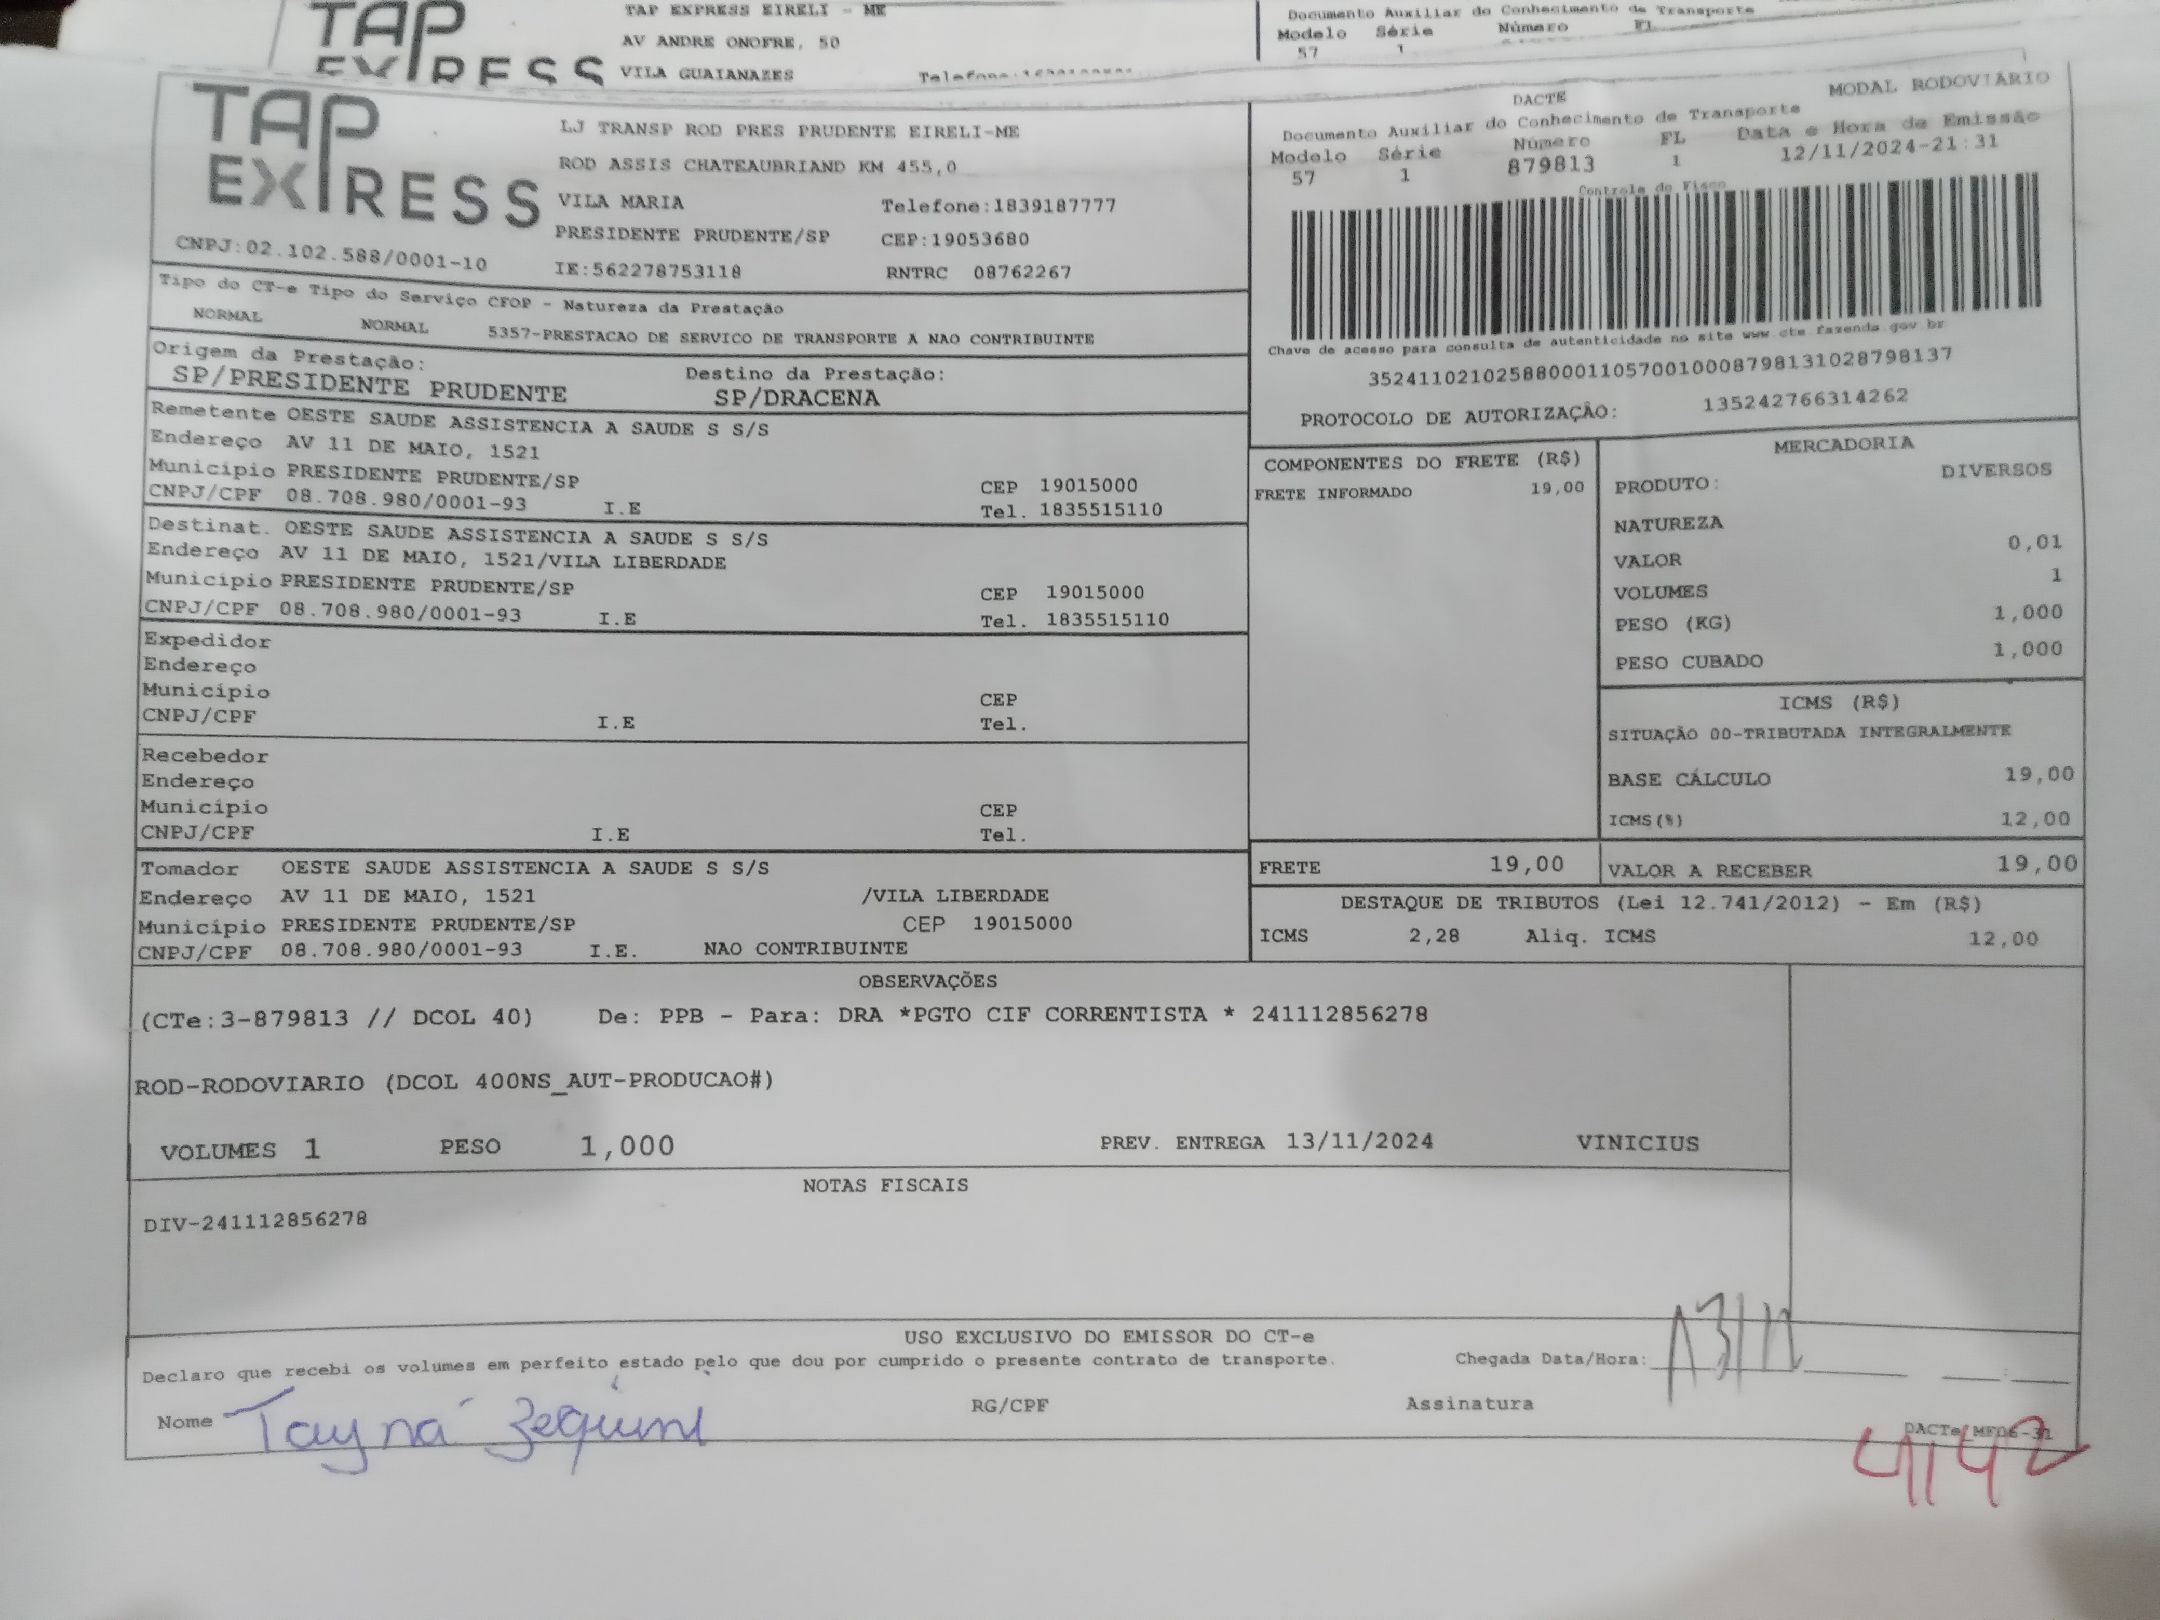 TAP EXPRESS
TAP EXPRESS EIRELI - ME
AV ANDRE ONOFRE, 50
VILA GUAIANAZES
Documento Auxiliar do Conhecimento de Transporte
Modelo Série Número FL
57 1
TAP EXPRESS
CNPJ:02.102.588/0001-10
LJ TRANSP ROD PRES PRUDENTE EIRELI-ME
ROD ASSIS CHATEAUBRIAND KM 455,0
VILA MARIA Telefone:1839187777
PRESIDENTE PRUDENTE/SP CEP:19053680
IE:562278753118 RNTRC 08762267
DACTE MODAL RODOVIÁRIO
Documento Auxiliar do Conhecimento de Transporte
Modelo Série Número FL Data e Hora de Emissão
57 1 879813 1 12/11/2024-21:31
Controle do Fisco
Chave de acesso para consulta de autenticidade no site www.cte.fazenda.gov.br
35241102102588000110570010008798131028798137
PROTOCOLO DE AUTORIZAÇÃO: 135242766314262
Tipo do CT-e Tipo do Serviço CFOP - Natureza da Prestação
NORMAL NORMAL 5357-PRESTACAO DE SERVICO DE TRANSPORTE A NAO CONTRIBUINTE
Origem da Prestação: Destino da Prestação:
SP/PRESIDENTE PRUDENTE SP/DRACENA
Remetente OESTE SAUDE ASSISTENCIA A SAUDE S S/S
Endereço AV 11 DE MAIO, 1521
Município PRESIDENTE PRUDENTE/SP CEP 19015000
CNPJ/CPF 08.708.980/0001-93 I.E Tel. 1835515110
Destinat. OESTE SAUDE ASSISTENCIA A SAUDE S S/S
Endereço AV 11 DE MAIO, 1521/VILA LIBERDADE
Município PRESIDENTE PRUDENTE/SP CEP 19015000
CNPJ/CPF 08.708.980/0001-93 I.E Tel. 1835515110
Expedidor
Endereço
Município CEP
CNPJ/CPF I.E Tel.
Recebedor
Endereço
Município CEP
CNPJ/CPF I.E Tel.
Tomador OESTE SAUDE ASSISTENCIA A SAUDE S S/S
Endereço AV 11 DE MAIO, 1521 /VILA LIBERDADE
Município PRESIDENTE PRUDENTE/SP CEP 19015000
CNPJ/CPF 08.708.980/0001-93 I.E. NAO CONTRIBUINTE
COMPONENTES DO FRETE (R$)
FRETE INFORMADO 19,00
MERCADORIA
PRODUTO: DIVERSOS
NATUREZA
VALOR 0,01
VOLUMES 1
PESO (KG) 1,000
PESO CUBADO 1,000
ICMS (R$)
SITUAÇÃO 00-TRIBUTADA INTEGRALMENTE
BASE CÁLCULO 19,00
ICMS(%) 12,00
FRETE 19,00 VALOR A RECEBER 19,00
DESTAQUE DE TRIBUTOS (Lei 12.741/2012) - Em (R$)
ICMS 2,28 Aliq. ICMS 12,00
OBSERVAÇÕES
(CTe:3-879813 // DCOL 40) De: PPB - Para: DRA *PGTO CIF CORRENTISTA * 241112856278
ROD-RODOVIARIO (DCOL 400NS_AUT-PRODUCAO#)
VOLUMES 1 PESO 1,000 PREV. ENTREGA 13/11/2024 VINICIUS
NOTAS FISCAIS
DIV-241112856278
USO EXCLUSIVO DO EMISSOR DO CT-e
Declaro que recebi os volumes em perfeito estado pelo que dou por cumprido o presente contrato de transporte. Chegada Data/Hora: 13/11
Nome Tayná Zequini RG/CPF Assinatura
DACTe MF06-31
4142